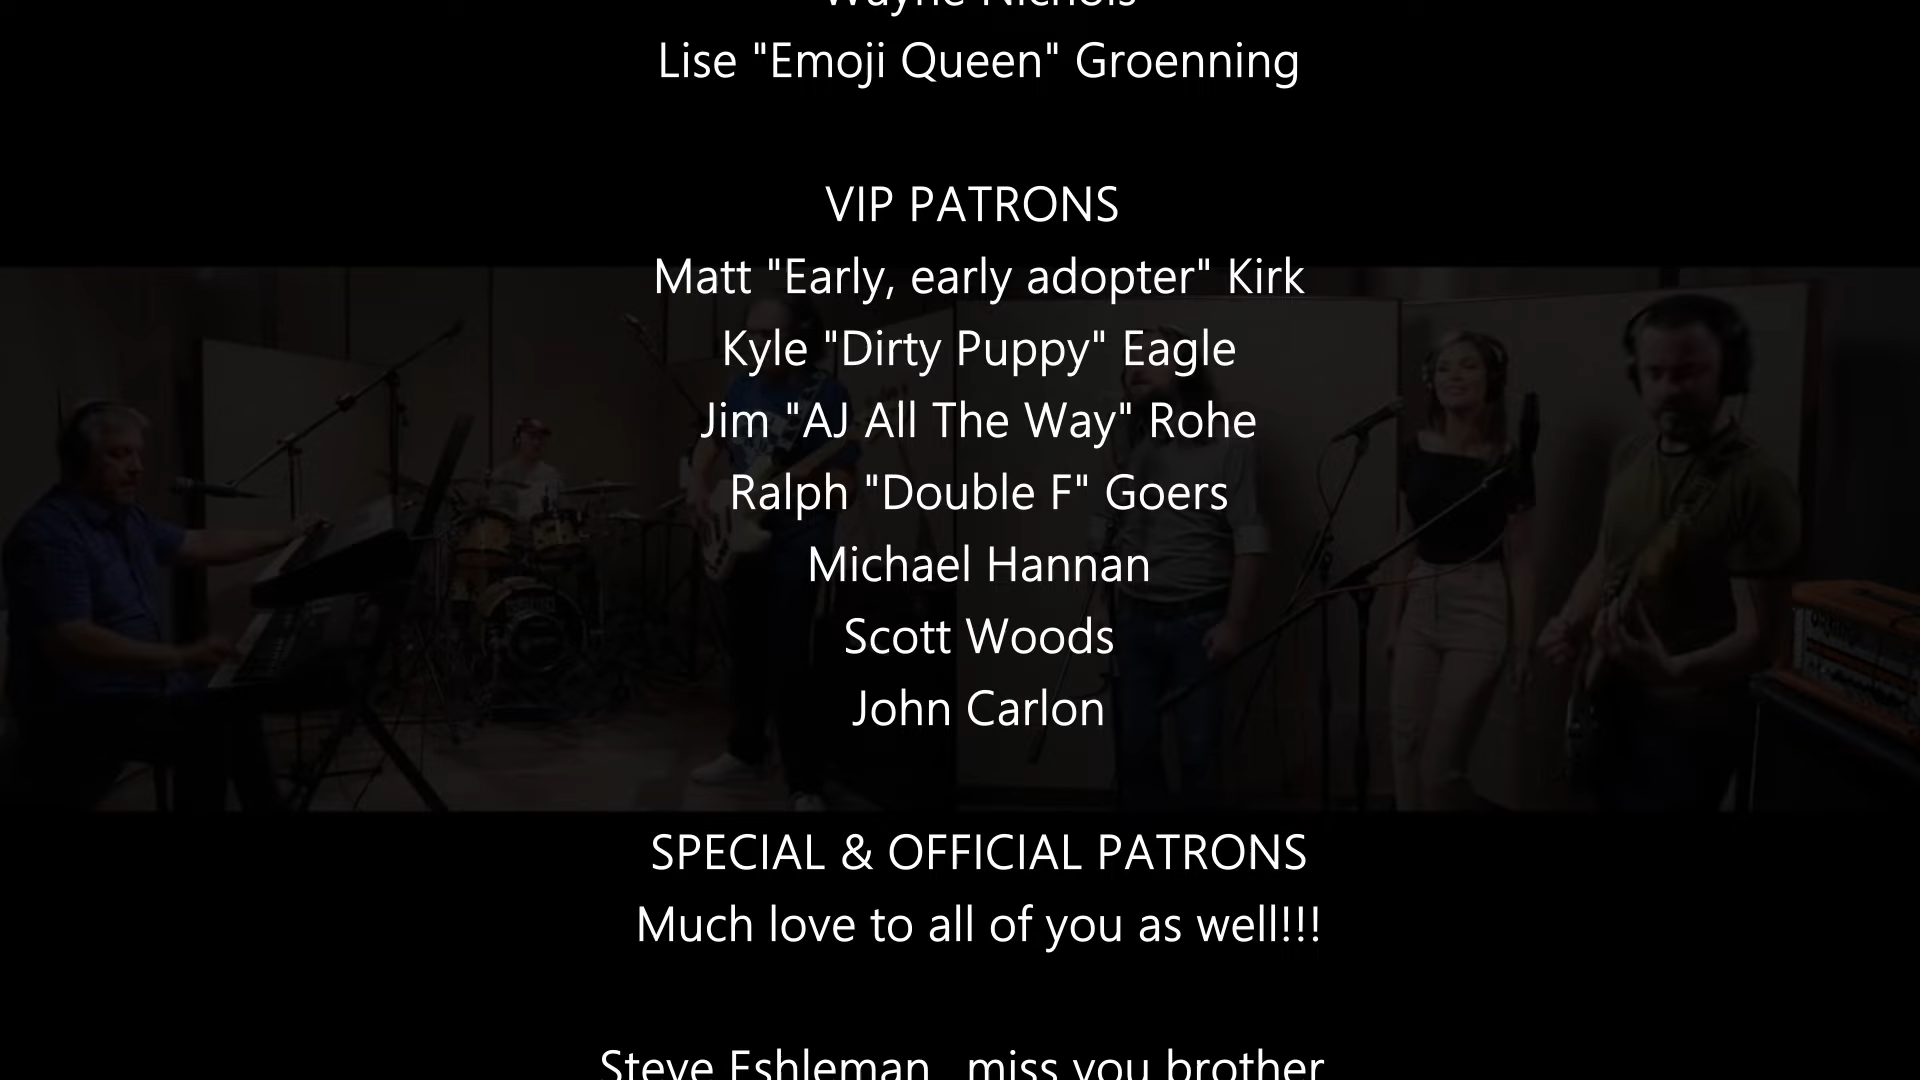 Wayne Nichols
Lise "Emoji Queen" Groenning
VIP PATRONS
Matt "Early, early adopter" Kirk
Kyle "Dirty Puppy" Eagle
Jim "AJ All The Way" Rohe
Ralph "Double F" Goers
Michael Hannan
Scott Woods
John Carlon
SPECIAL & OFFICIAL PATRONS
Much love to all of you as well!!!
Steve Eshleman miss you brother